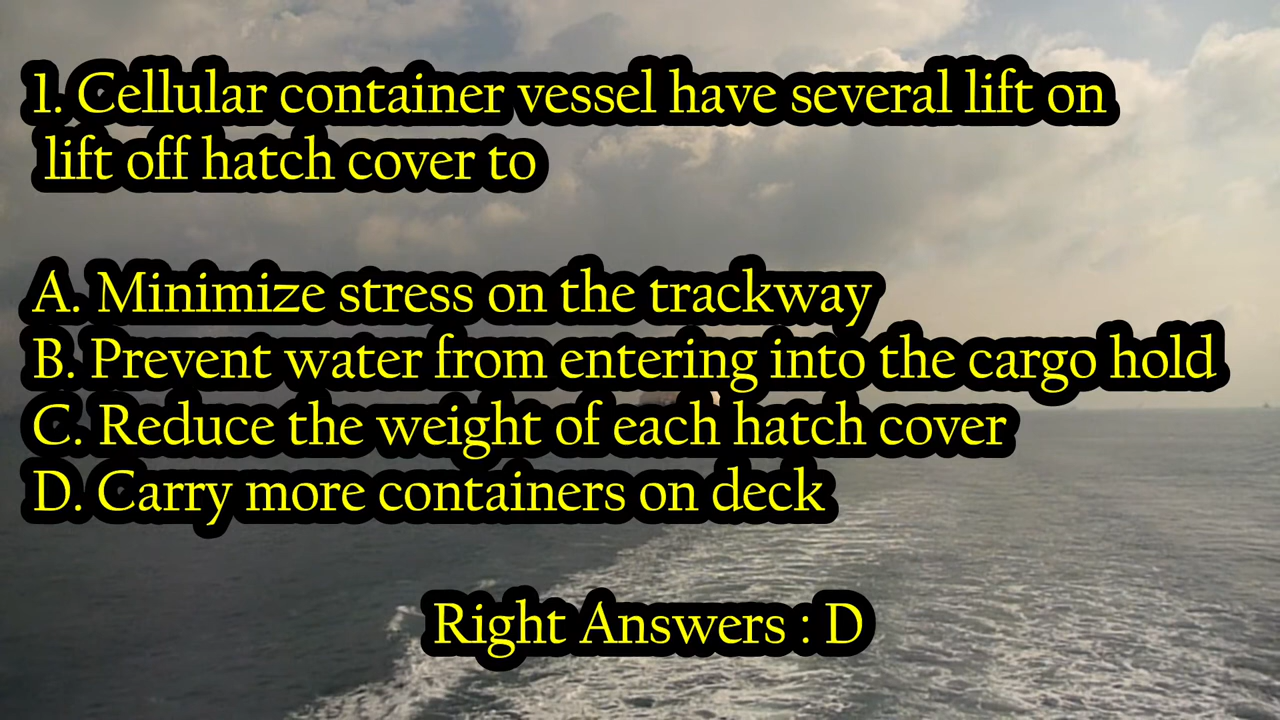 1. Cellular container vessel have several lift on
lift off hatch cover to
A. Minimize stress on the trackway
B. Prevent water from entering into the cargo hold
C. Reduce the weight of each hatch cover
D. Carry more containers on deck
Right Answers : D